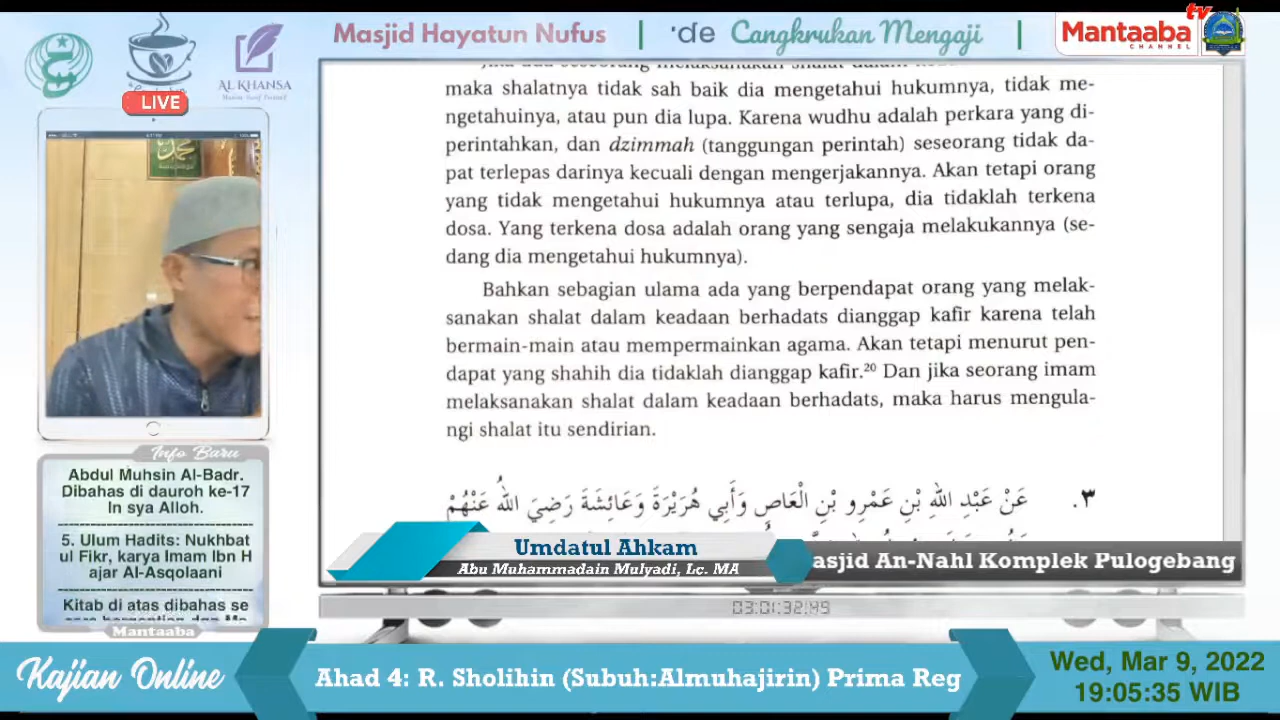 Masjid Hayatun Nufus | 'de Cangkrukan Mengaji |
Mantaaba tv
CHANNEL
ALKHANSA
LIVE
maka shalatnya tidak sah baik dia mengetahui hukumnya, tidak me-
ngetahuinya, atau pun dia lupa. Karena wudhu adalah perkara yang di-
perintahkan, dan dzimmah (tanggungan perintah) seseorang tidak da-
pat terlepas darinya kecuali dengan mengerjakannya. Akan tetapi orang
yang tidak mengetahui hukumnya atau terlupa, dia tidaklah terkena
dosa. Yang terkena dosa adalah orang yang sengaja melakukannya (se-
dang dia mengetahui hukumnya).
Bahkan sebagian ulama ada yang berpendapat orang yang melak-
sanakan shalat dalam keadaan berhadats dianggap kafir karena telah
bermain-main atau mempermainkan agama. Akan tetapi menurut pen-
dapat yang shahih dia tidaklah dianggap kafir.²⁰ Dan jika seorang imam
melaksanakan shalat dalam keadaan berhadats, maka harus mengula-
ngi shalat itu sendirian.
٣. عَنْ عَبْدِ اللهِ بْنِ عَمْرِو بْنِ الْعَاصِ وَأَبِي هُرَيْرَةَ وَعَائِشَةَ رَضِيَ اللهُ عَنْهُمْ
Info Baru
Abdul Muhsin Al-Badr.
Dibahas di dauroh ke-17
In sya Alloh.
5. Ulum Hadits: Nukhbat
ul Fikr, karya Imam Ibn H
ajar Al-Asqolaani
Kitab di atas dibahas se
Mantaaba
Umdatul Ahkam
Abu Muhammadain Mulyadi, Lc. MA
asjid An-Nahl Komplek Pulogebang
03:01:32:49
Kajian Online
Ahad 4: R. Sholihin (Subuh:Almuhajirin) Prima Reg
Wed, Mar 9, 2022
19:05:35 WIB